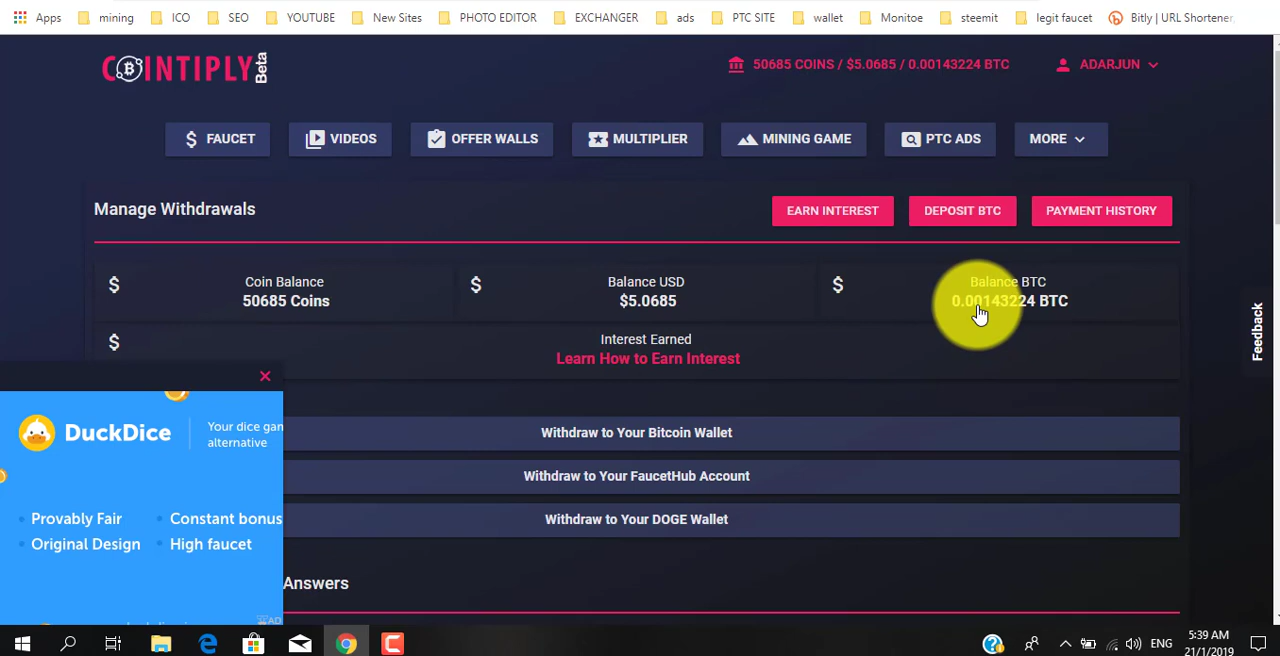 Apps mining ICO SEO YOUTUBE New Sites PHOTO EDITOR EXCHANGER ads PTC SITE wallet Monitoe steemit legit faucet Bitly | URL Shortener,
COINTIPLY Beta
50685 COINS / $5.0685 / 0.00143224 BTC ADARJUN
FAUCET VIDEOS OFFER WALLS MULTIPLIER MINING GAME PTC ADS MORE
Manage Withdrawals EARN INTEREST DEPOSIT BTC PAYMENT HISTORY
Coin Balance Balance USD Balance BTC
50685 Coins $5.0685 0.00143224 BTC
Interest Earned
Learn How to Earn Interest
Feedback
DuckDice Your dice gan
alternative
Withdraw to Your Bitcoin Wallet
Withdraw to Your FaucetHub Account
Withdraw to Your DOGE Wallet
Provably Fair Constant bonus
Original Design High faucet
Answers
AD
ENG 5:39 AM
21/1/2019